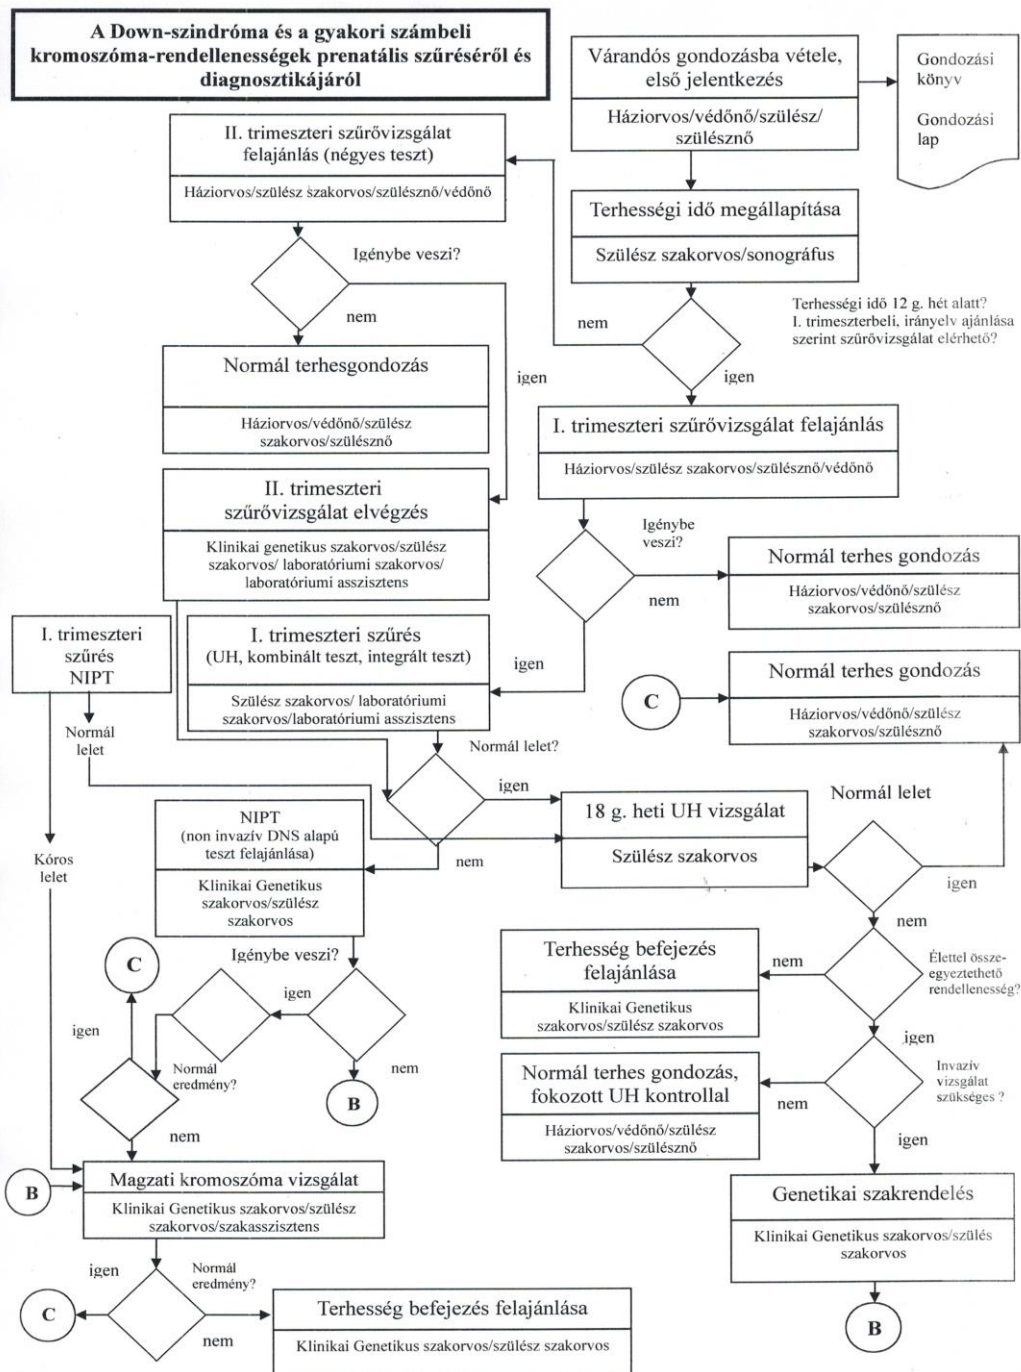 A Down-szindróma és a gyakori számbeli
kromoszóma-rendellenességek prenatális szűréséről és
diagnosztikájáról
Várandós gondozásba vétele,
első jelentkezés
Háziorvos/védőnő/szülész/
szülésznő
Gondozási
könyv
Gondozási
lap
II. trimeszteri szűrővizsgálat
felajánlás (négyes teszt)
Háziorvos/szülész szakorvos/szülésznő/védőnő
Terhességi idő megállapítása
Szülész szakorvos/sonográfus
Igénybe veszi?
nem
igen
Terhességi idő 12 g. hét alatt?
I. trimeszterbeli, irányelv ajánlása
szerint szűrővizsgálat elérhető?
nem
igen
Normál terhesgondozás
Háziorvos/védőnő/szülész
szakorvos/szülésznő
I. trimeszteri szűrővizsgálat felajánlás
Háziorvos/szülész szakorvos/szülésznő/védőnő
II. trimeszteri
szűrővizsgálat elvégzés
Klinikai genetikus szakorvos/szülész
szakorvos/ laboratóriumi szakorvos/
laboratóriumi asszisztens
Igénybe
veszi?
nem
igen
Normál terhes gondozás
Háziorvos/védőnő/szülész
szakorvos/szülésznő
I. trimeszteri
szűrés
NIPT
I. trimeszteri szűrés
(UH, kombinált teszt, integrált teszt)
Szülész szakorvos/ laboratóriumi
szakorvos/laboratóriumi asszisztens
C
Normál terhes gondozás
Háziorvos/védőnő/szülész
szakorvos/szülésznő
Normál
lelet
Kóros
lelet
Normál lelet?
igen
nem
NIPT
(non invazív DNS alapú
teszt felajánlása)
Klinikai Genetikus
szakorvos/szülész
szakorvos
18 g. heti UH vizsgálat
Szülész szakorvos
Normál lelet
igen
nem
Igénybe veszi?
igen
nem
C
igen
Normál
eredmény?
nem
B
Terhesség befejezés
felajánlása
Klinikai Genetikus
szakorvos/szülész szakorvos
nem
Élettel össze-
egyeztethető
rendellenesség?
igen
Normál terhes gondozás,
fokozott UH kontrollal
Háziorvos/védőnő/szülész
szakorvos/szülésznő
nem
Invazív
vizsgálat
szükséges ?
igen
B
Magzati kromoszóma vizsgálat
Klinikai Genetikus szakorvos/szülész
szakorvos/szakasszisztens
Genetikai szakrendelés
Klinikai Genetikus szakorvos/szülés
szakorvos
igen
Normál
eredmény?
C
nem
Terhesség befejezés felajánlása
Klinikai Genetikus szakorvos/szülész szakorvos
B